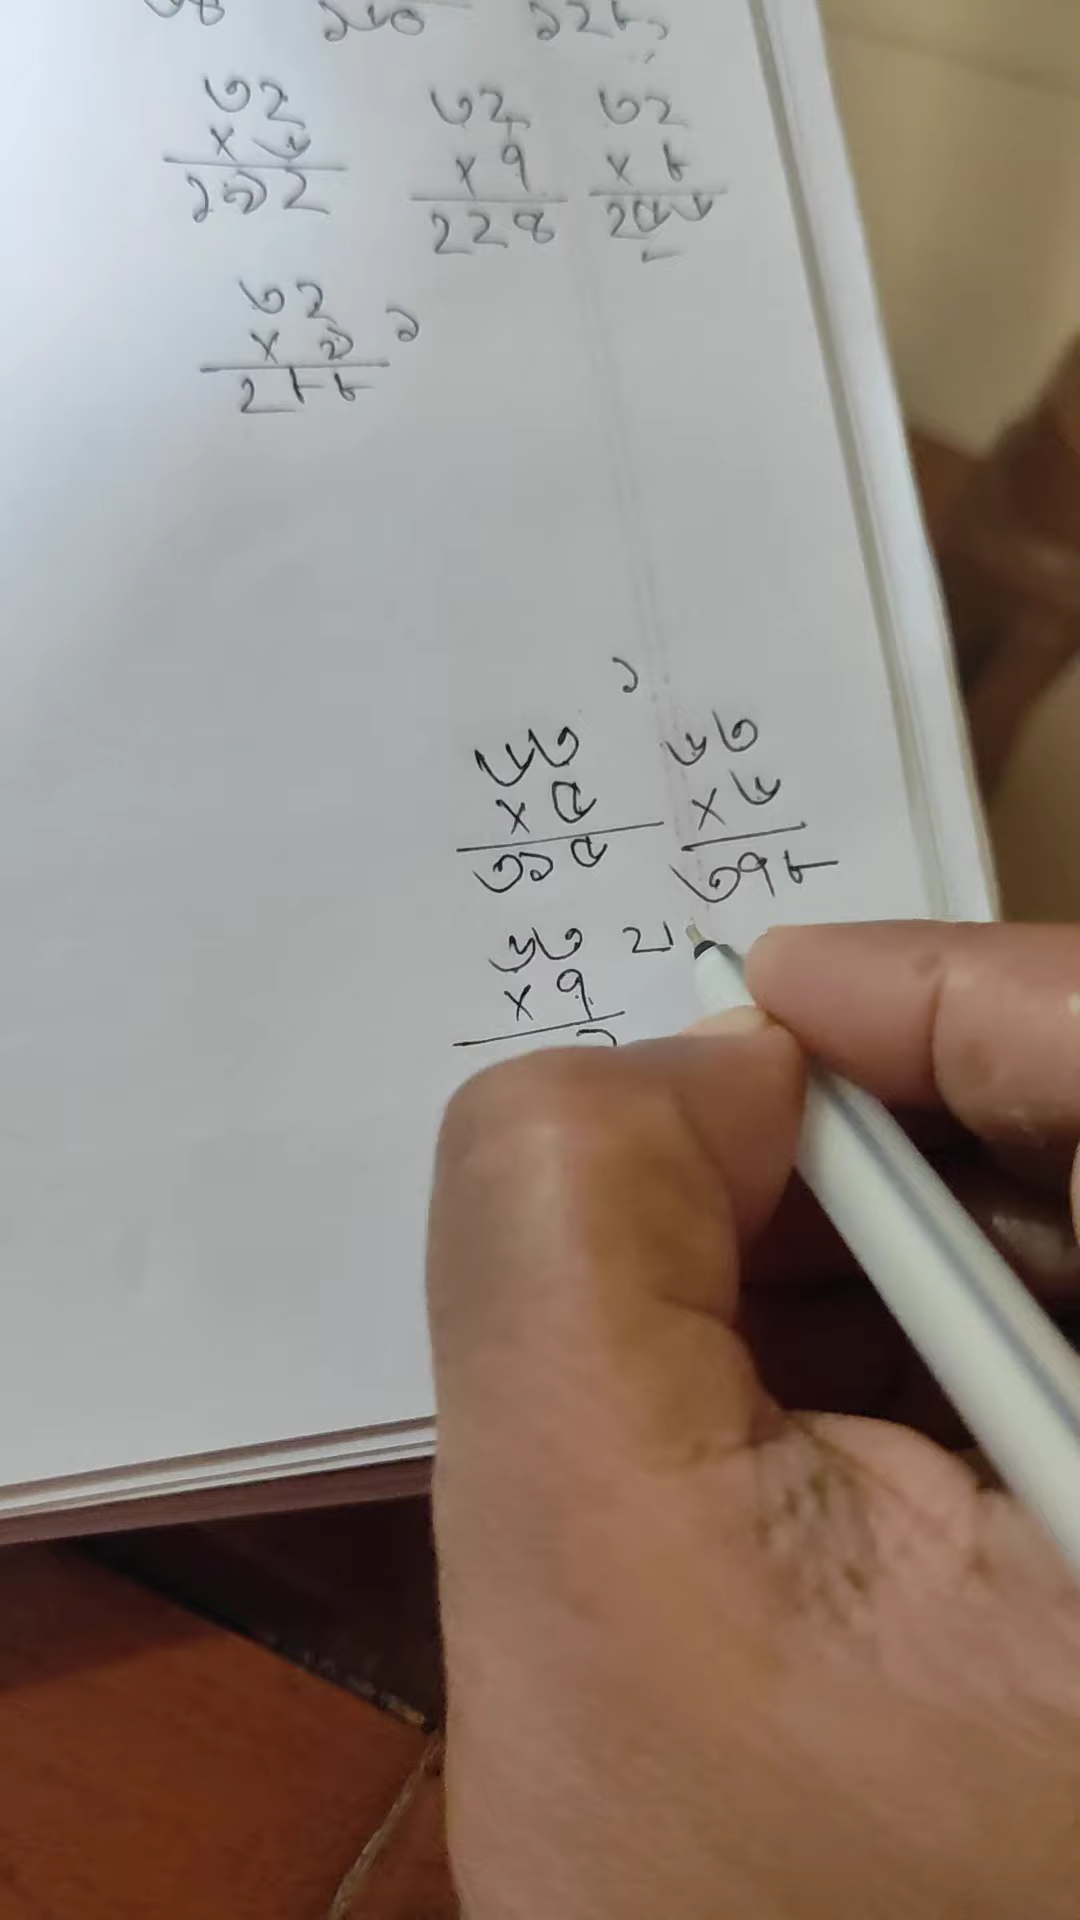 ৩২ ৩২ ৩২
× ৬ × ৭ × ৮
১৯২ ২২৪ ২৫৬
৩২
× ৯ ১
২৮৮
১
৬৩ ৬৩
× ৫ × ৬
৩১৫ ৩৭৮
৬৩ ২
× ৭